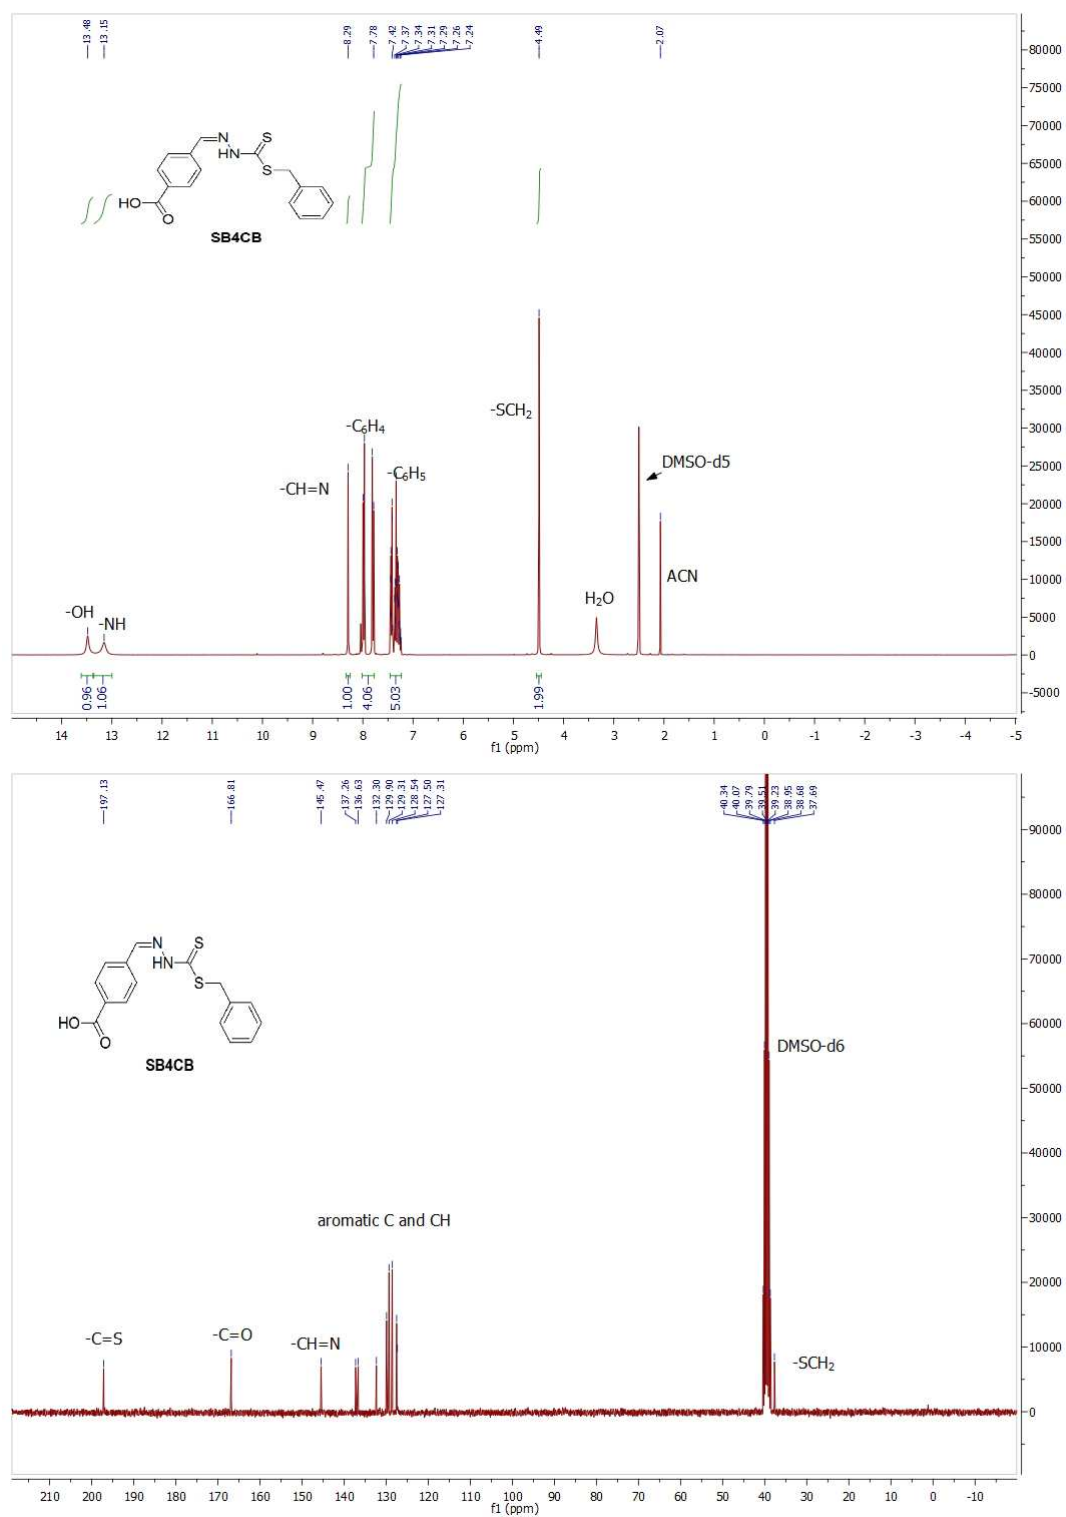 13.48
13.15
8.29
7.78
7.42
7.37
7.34
7.31
7.29
7.26
7.24
4.49
2.07
80000
75000
70000
65000
60000
55000
50000
45000
40000
35000
30000
25000
20000
15000
10000
5000
0
-5000
N
HN
NH
S
S
HO
O
SB4CB
-SCH₂
-C₆H₄
-C₆H₅
-CH=N
DMSO-d5
ACN
H₂O
-OH
-NH
0.96
1.06
1.00
4.06
5.03
1.99
14 13 12 11 10 9 8 7 6 5 4 3 2 1 0 -1 -2 -3 -4 -5
f1 (ppm)
197.13
166.81
145.47
137.26
136.63
132.30
129.90
129.31
128.54
127.50
127.31
40.34
40.07
39.79
39.51
39.23
38.95
38.68
37.69
90000
80000
70000
60000
50000
40000
30000
20000
10000
0
N
HN
NH
S
S
HO
O
SB4CB
DMSO-d6
aromatic C and CH
-C=S
-C=O
-CH=N
-SCH₂
210 200 190 180 170 160 150 140 130 120 110 100 90 80 70 60 50 40 30 20 10 0 -10
f1 (ppm)